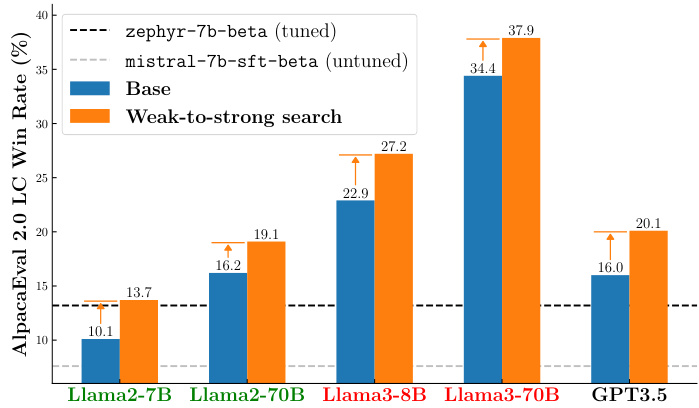 AlpacaEval 2.0 LC Win Rate (%)
40
35
30
25
20
15
10
zephyr-7b-beta (tuned)
mistral-7b-sft-beta (untuned)
Base
Weak-to-strong search
10.1
13.7
16.2
19.1
22.9
27.2
34.4
37.9
16.0
20.1
Llama2-7B
Llama2-70B
Llama3-8B
Llama3-70B
GPT3.5